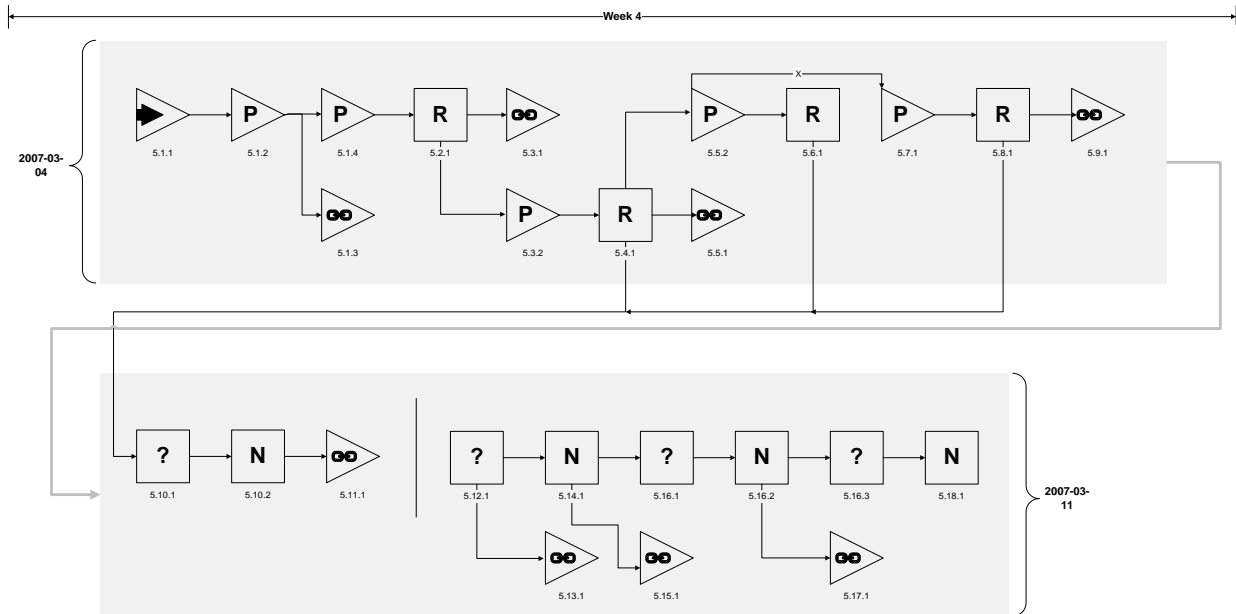 Week 4
P
P
R
P
R
P
R
5.1.1
5.1.2
5.1.4
5.2.1
5.3.1
5.5.2
5.6.1
5.7.1
5.8.1
5.9.1
x
2007-03-
04
P
R
5.1.3
5.3.2
5.4.1
5.5.1
?
N
?
N
?
N
?
N
5.10.1
5.10.2
5.11.1
5.12.1
5.14.1
5.16.1
5.16.2
5.16.3
5.18.1
2007-03-
11
5.13.1
5.15.1
5.17.1